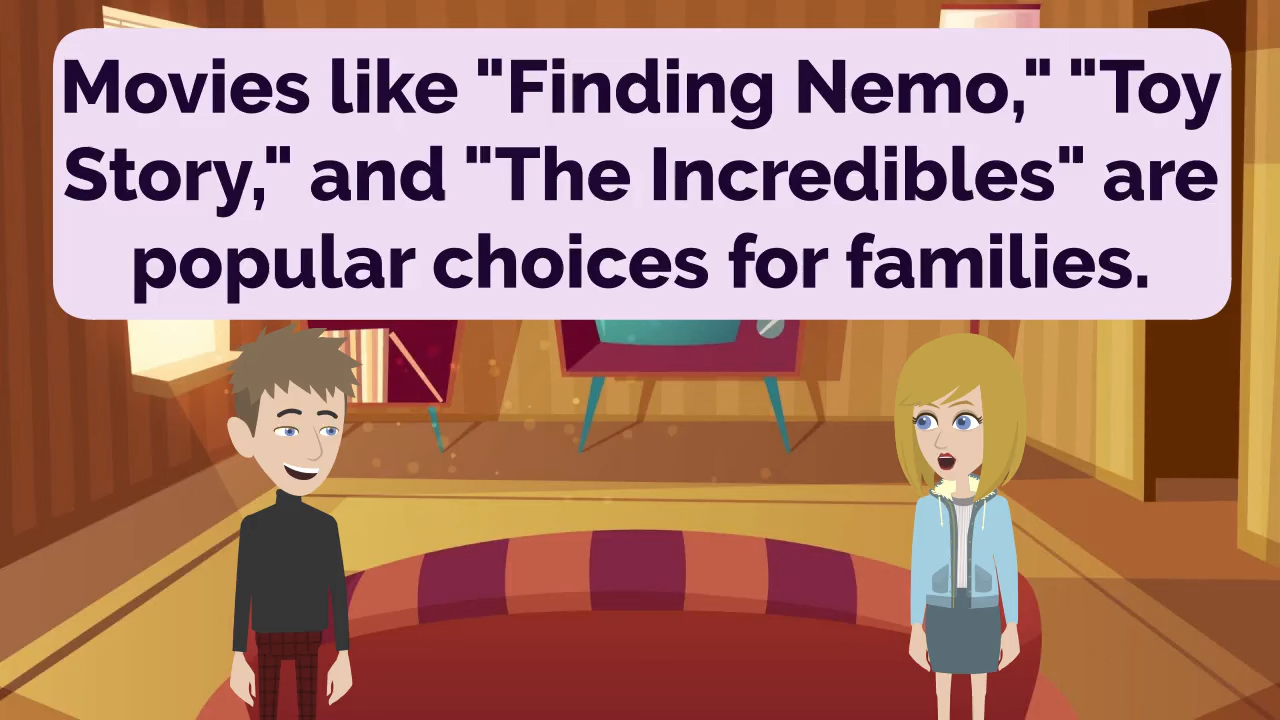 Movies like "Finding Nemo," "Toy
Story," and "The Incredibles" are
popular choices for families.